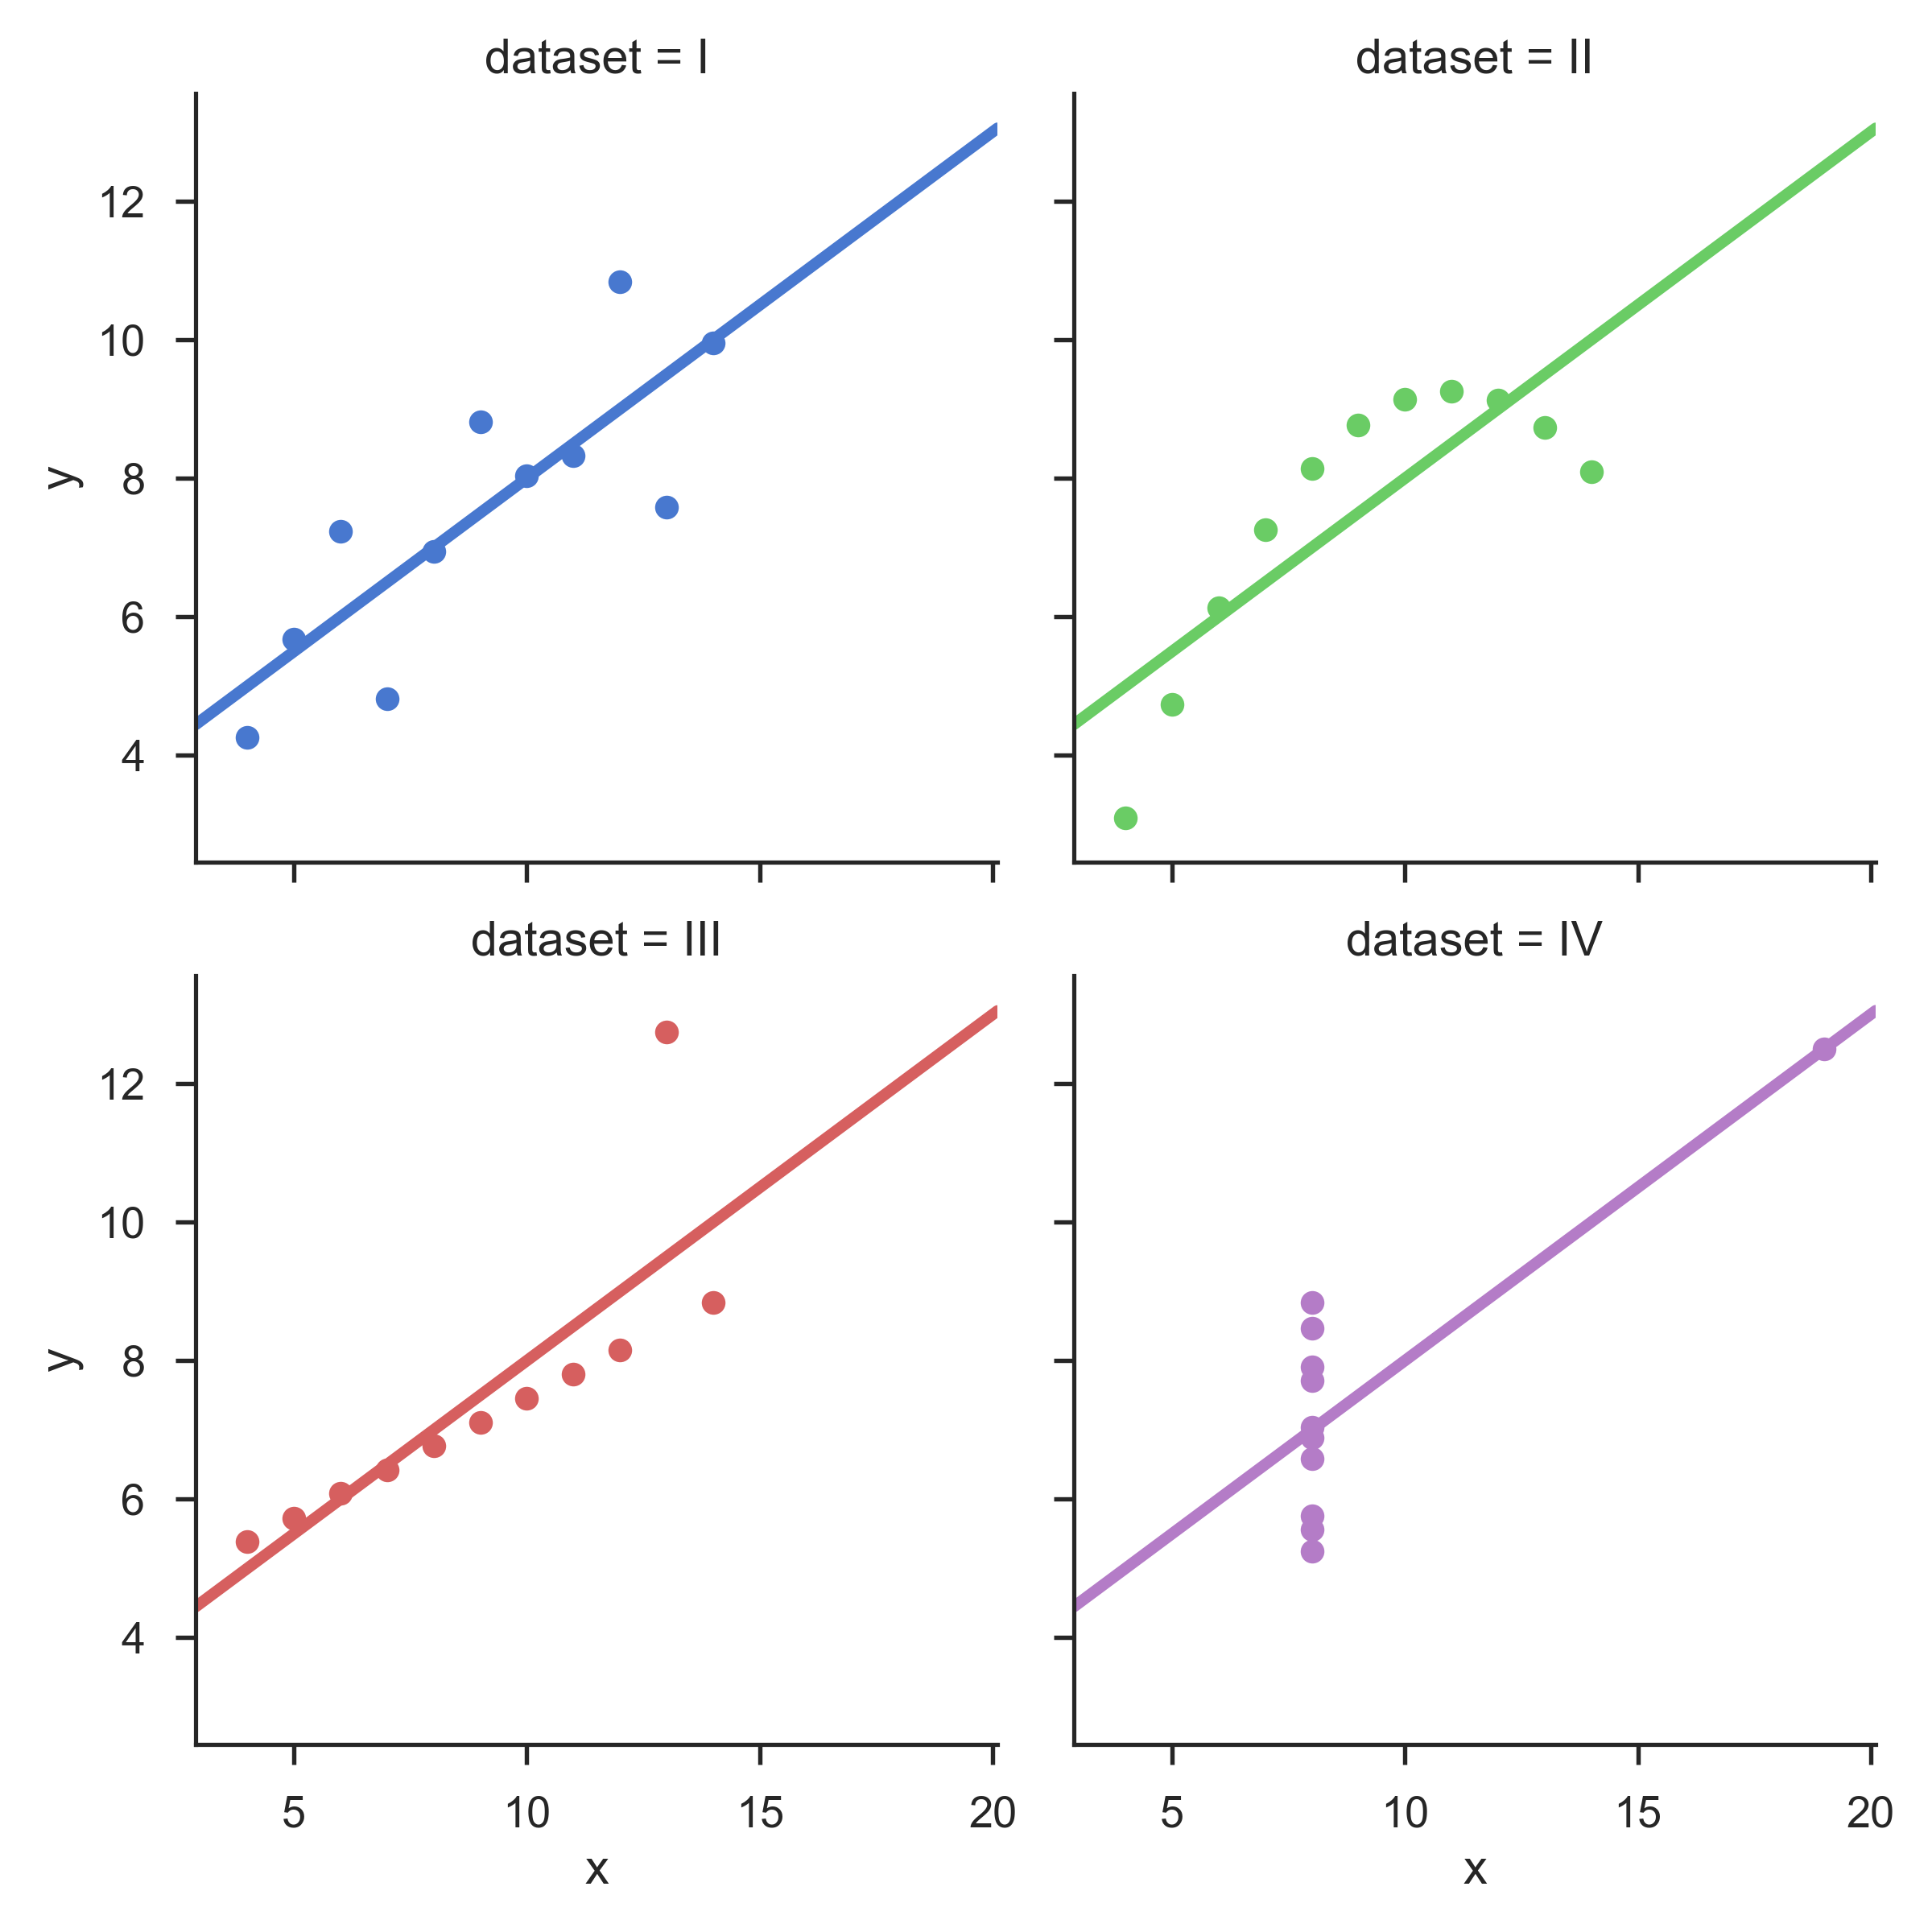 dataset = I
dataset = II
12
10
8
6
4
y
dataset = III
dataset = IV
12
10
8
6
4
y
5 10 15 20
5 10 15 20
x
x